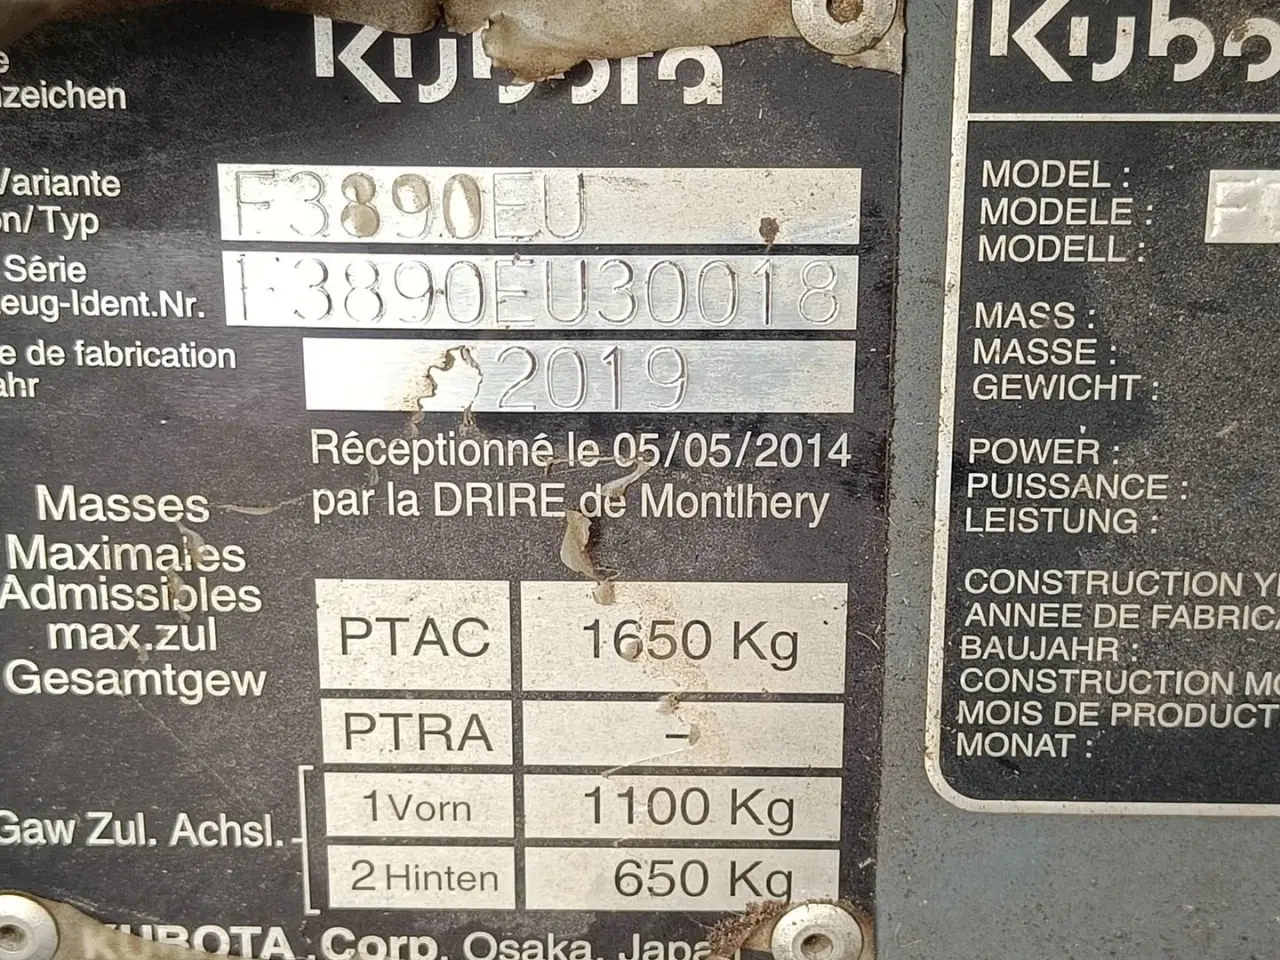 Kubota
zeichen
Variante
F3890EU
on/Typ
Série
F3890EU30018
eug-Ident.Nr.
e de fabrication
2019
ahr
Réceptionné le 05/05/2014
par la DRIRE de Montlhery
Masses
Maximales
Admissibles
max.zul
Gesamtgew
PTAC 1650 Kg
PTRA –
Gaw Zul. Achsl.
1 Vorn 1100 Kg
2 Hinten 650 Kg
KUBOTA Corp. Osaka, Japa
Kubota
MODEL :
MODELE :
MODELL :
MASS :
MASSE :
GEWICHT :
POWER :
PUISSANCE :
LEISTUNG :
CONSTRUCTION Y
ANNEE DE FABRICA
BAUJAHR :
CONSTRUCTION MO
MOIS DE PRODUCT
MONAT :